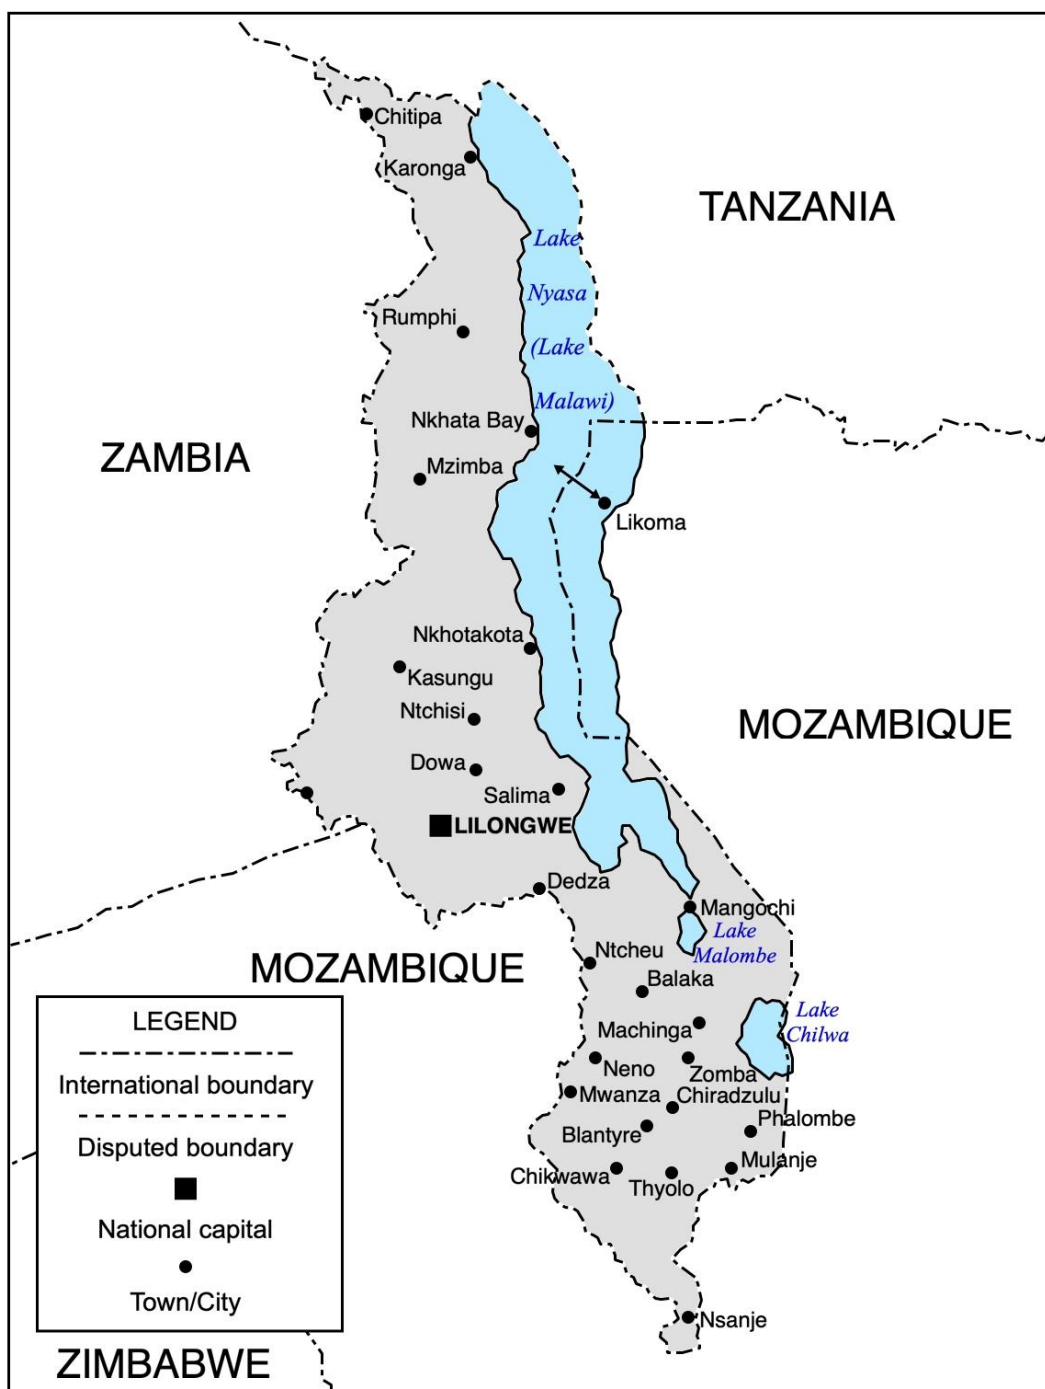 Chitipa
Karonga
TANZANIA
Lake
Nyasa
(Lake
Malawi)
Rumphi
Nkhata Bay
ZAMBIA
Mzimba
Likoma
Nkhotakota
Kasungu
Ntchisi
MOZAMBIQUE
Dowa
Salima
LILONGWE
Dedza
Mangochi
Lake
Malombe
Ntcheu
MOZAMBIQUE
Balaka
Lake
Chilwa
Machinga
Neno
Zomba
Mwanza
Chiradzulu
Phalombe
Blantyre
Mulanje
Chikwawa
Thyolo
Nsanje
LEGEND
International boundary
Disputed boundary
National capital
Town/City
ZIMBABWE